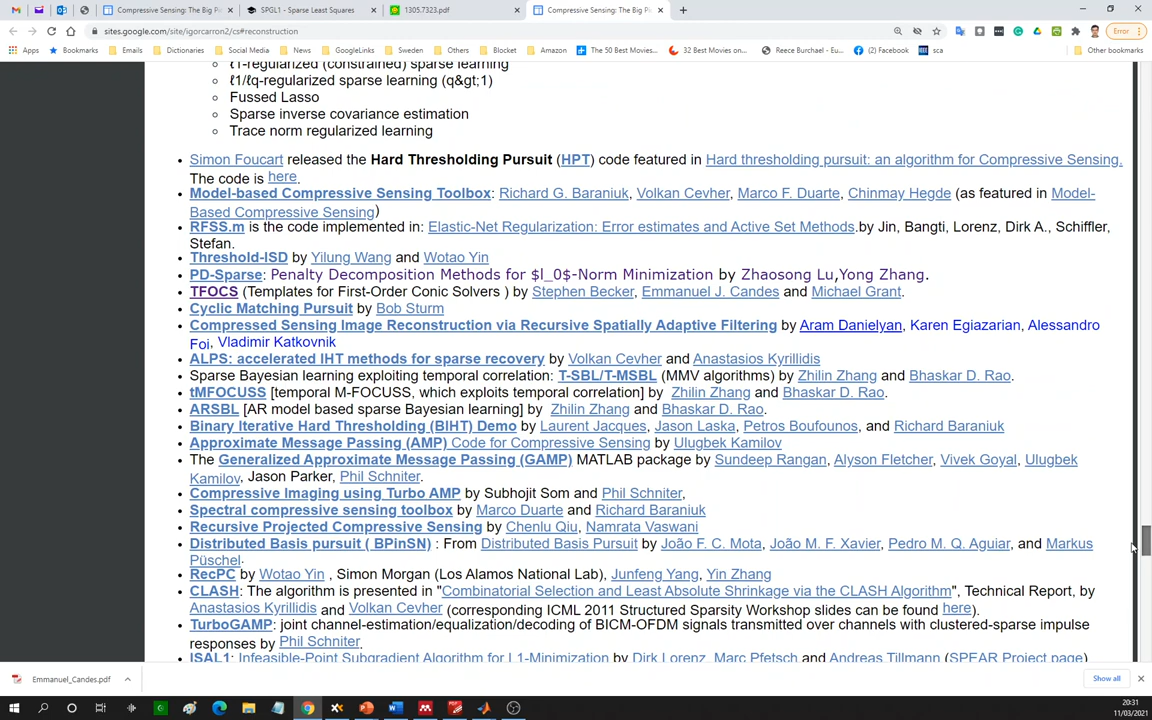 Compressive Sensing: The Big Pi
SPGL1 - Sparse Least Squares
1305.7323.pdf
Compressive Sensing: The Big Pi
sites.google.com/site/igorcarron2/cs#reconstruction
Error
Apps Bookmarks Emails Dictionaries Social Media News GoogleLinks Sweden Others Blocket Amazon The 50 Best Movies... 32 Best Movies on... Reece Burchael - Eu... (2) Facebook sca Other bookmarks
ℓ1-regularized (constrained) sparse learning
ℓ1/ℓq-regularized sparse learning (q&gt;1)
Fussed Lasso
Sparse inverse covariance estimation
Trace norm regularized learning
Simon Foucart released the Hard Thresholding Pursuit (HPT) code featured in Hard thresholding pursuit: an algorithm for Compressive Sensing.
The code is here.
Model-based Compressive Sensing Toolbox: Richard G. Baraniuk, Volkan Cevher, Marco F. Duarte, Chinmay Hegde (as featured in Model-
Based Compressive Sensing)
RFSS.m is the code implemented in: Elastic-Net Regularization: Error estimates and Active Set Methods.by Jin, Bangti, Lorenz, Dirk A., Schiffler,
Stefan.
Threshold-ISD by Yilung Wang and Wotao Yin
PD-Sparse: Penalty Decomposition Methods for $l_0$-Norm Minimization by Zhaosong Lu,Yong Zhang.
TFOCS (Templates for First-Order Conic Solvers ) by Stephen Becker, Emmanuel J. Candes and Michael Grant.
Cyclic Matching Pursuit by Bob Sturm
Compressed Sensing Image Reconstruction via Recursive Spatially Adaptive Filtering by Aram Danielyan, Karen Egiazarian, Alessandro
Foi, Vladimir Katkovnik
ALPS: accelerated IHT methods for sparse recovery by Volkan Cevher and Anastasios Kyrillidis
Sparse Bayesian learning exploiting temporal correlation: T-SBL/T-MSBL (MMV algorithms) by Zhilin Zhang and Bhaskar D. Rao.
tMFOCUSS [temporal M-FOCUSS, which exploits temporal correlation] by Zhilin Zhang and Bhaskar D. Rao.
ARSBL [AR model based sparse Bayesian learning] by Zhilin Zhang and Bhaskar D. Rao.
Binary Iterative Hard Thresholding (BIHT) Demo by Laurent Jacques, Jason Laska, Petros Boufounos, and Richard Baraniuk
Approximate Message Passing (AMP) Code for Compressive Sensing by Ulugbek Kamilov
The Generalized Approximate Message Passing (GAMP) MATLAB package by Sundeep Rangan, Alyson Fletcher, Vivek Goyal, Ulugbek
Kamilov, Jason Parker, Phil Schniter.
Compressive Imaging using Turbo AMP by Subhojit Som and Phil Schniter,
Spectral compressive sensing toolbox by Marco Duarte and Richard Baraniuk
Recursive Projected Compressive Sensing by Chenlu Qiu, Namrata Vaswani
Distributed Basis pursuit ( BPinSN) : From Distributed Basis Pursuit by João F. C. Mota, João M. F. Xavier, Pedro M. Q. Aguiar, and Markus
Püschel.
RecPC by Wotao Yin , Simon Morgan (Los Alamos National Lab), Junfeng Yang, Yin Zhang
CLASH: The algorithm is presented in "Combinatorial Selection and Least Absolute Shrinkage via the CLASH Algorithm", Technical Report, by
Anastasios Kyrillidis and Volkan Cevher (corresponding ICML 2011 Structured Sparsity Workshop slides can be found here).
TurboGAMP: joint channel-estimation/equalization/decoding of BICM-OFDM signals transmitted over channels with clustered-sparse impulse
responses by Phil Schniter.
ISAL1: Infeasible-Point Subgradient Algorithm for L1-Minimization by Dirk Lorenz, Marc Pfetsch and Andreas Tillmann (SPEAR Project page)
Emmanuel_Candes.pdf
Show all
20:31
11/03/2021